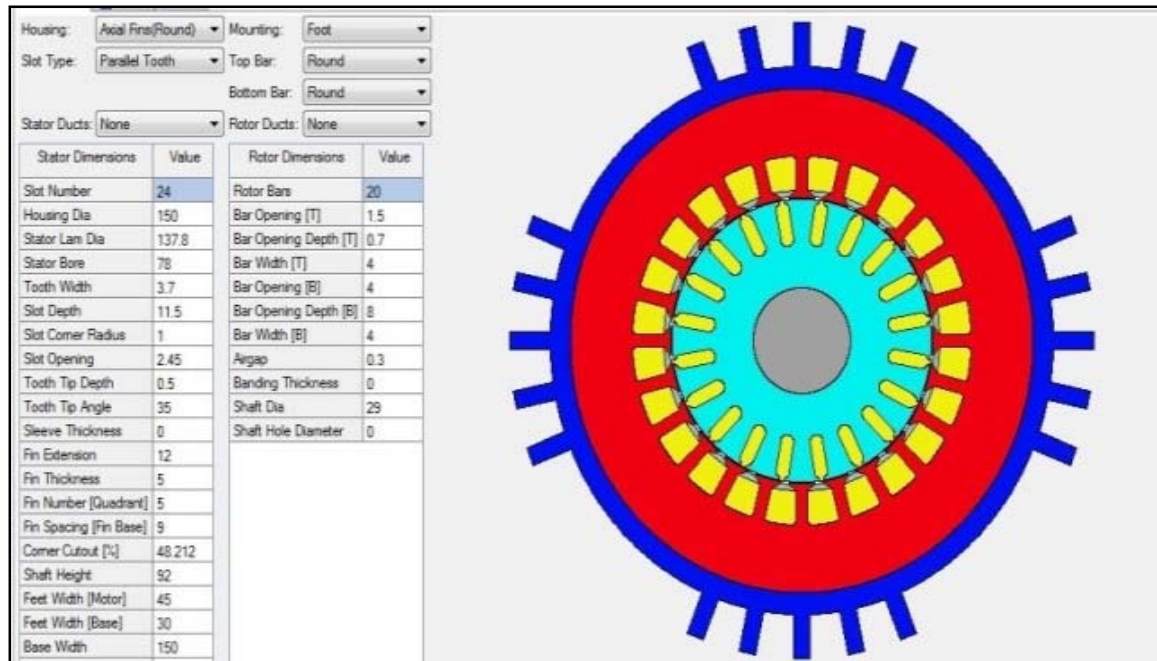 Housing: Axial Fins(Round) Mounting: Foot
Slot Type: Parallel Tooth Top Bar: Round
Bottom Bar: Round
Stator Ducts: None Rotor Ducts: None
Stator Dimensions Value Rotor Dimensions Value
Slot Number 24 Rotor Bars 20
Housing Dia 150 Bar Opening [T] 1.5
Stator Lam Dia 137.8 Bar Opening Depth [T] 0.7
Stator Bore 78 Bar Width [T] 4
Tooth Width 3.7 Bar Opening [B] 4
Slot Depth 11.5 Bar Opening Depth [B] 8
Slot Corner Radius 1 Bar Width [B] 4
Slot Opening 2.45 Airgap 0.3
Tooth Tip Depth 0.5 Banding Thickness 0
Tooth Tip Angle 35 Shaft Dia 29
Sleeve Thickness 0 Shaft Hole Diameter 0
Fin Extension 12
Fin Thickness 5
Fin Number [Quadrant] 5
Fin Spacing [Fin Base] 9
Corner Cutout [%] 48.212
Shaft Height 92
Feet Width [Motor] 45
Feet Width [Base] 30
Base Width 150